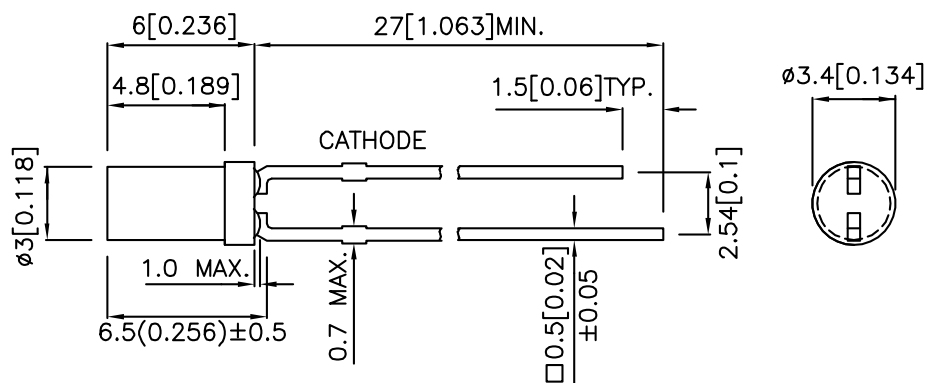 6[0.236]
27[1.063]MIN.
4.8[0.189]
1.5[0.06]TYP.
ø3.4[0.134]
CATHODE
ø3[0.118]
2.54[0.1]
1.0 MAX.
6.5(0.256)±0.5
0.7 MAX.
□0.5[0.02]
±0.05